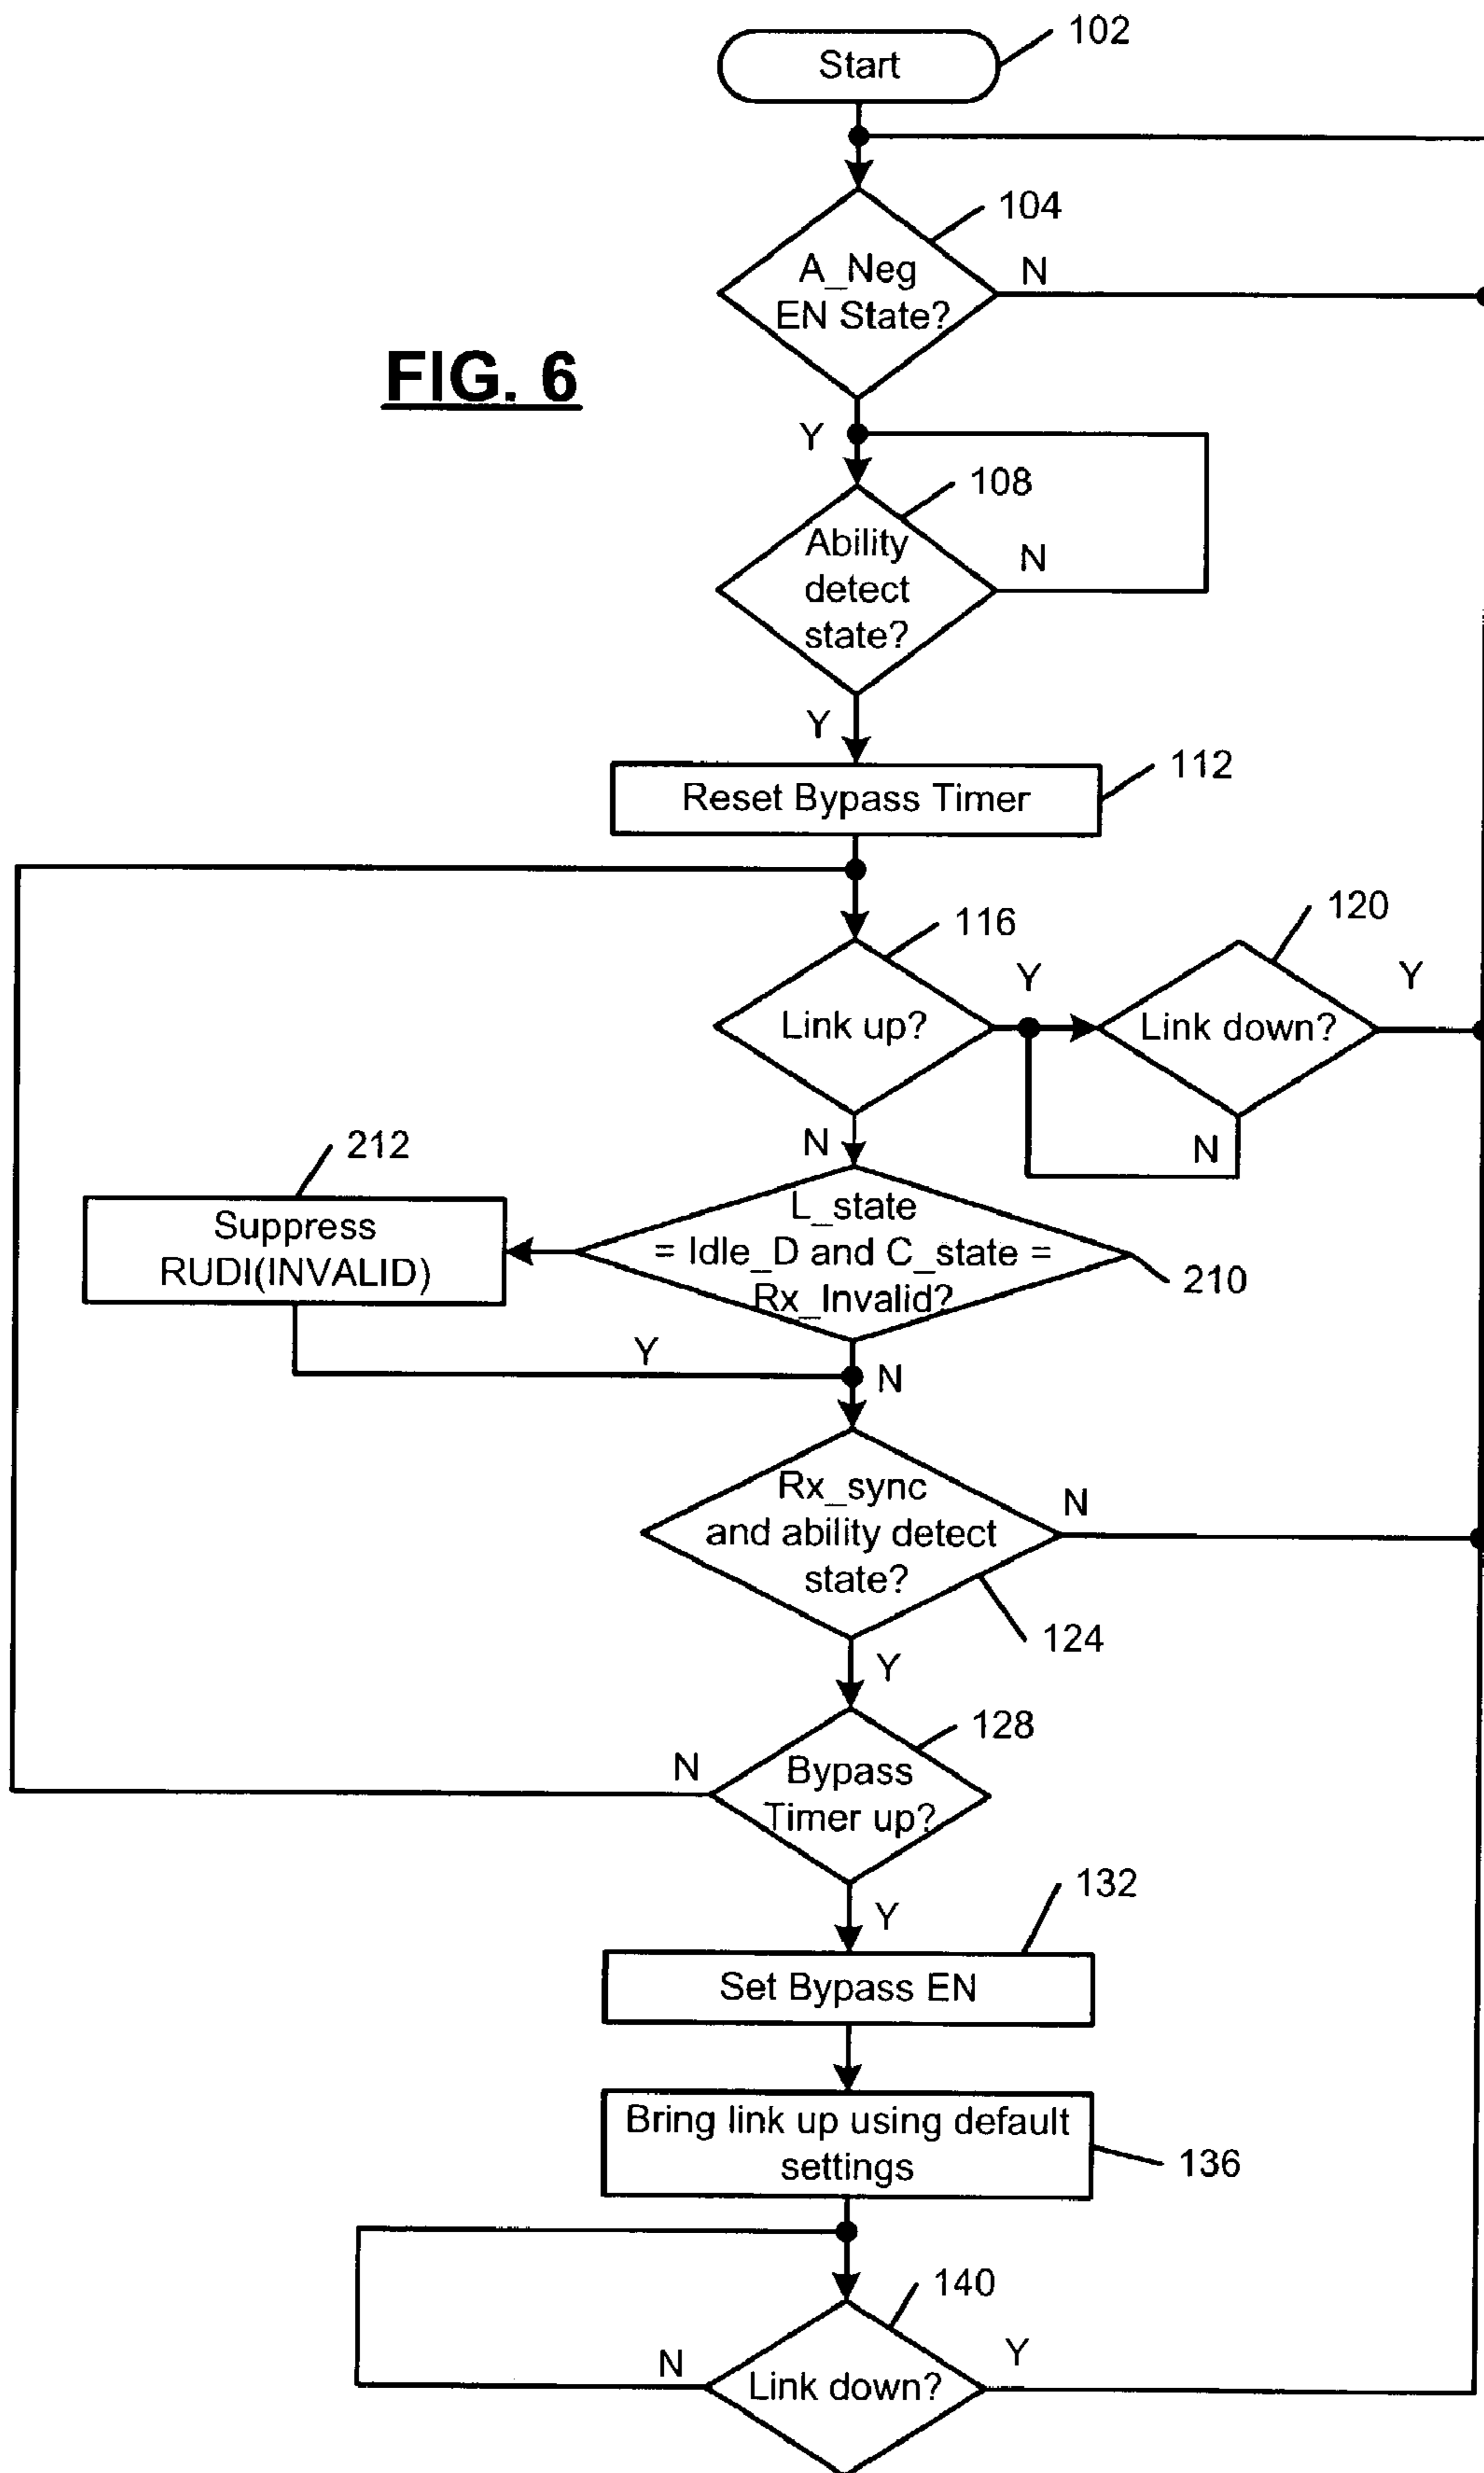 Start
102
104
A_Neg
EN State?
N
FIG. 6
Y
108
Ability
detect
state?
N
Y
Reset Bypass Timer
112
116
Link up?
Y
120
Link down?
Y
N
N
212
Suppress
RUDI(INVALID)
L_state
= Idle_D and C_state =
Rx_Invalid?
210
Y
N
Rx_sync
and ability detect
state?
N
124
Y
128
Bypass
Timer up?
N
Y
132
Set Bypass EN
Bring link up using default
settings
136
140
Link down?
N
Y